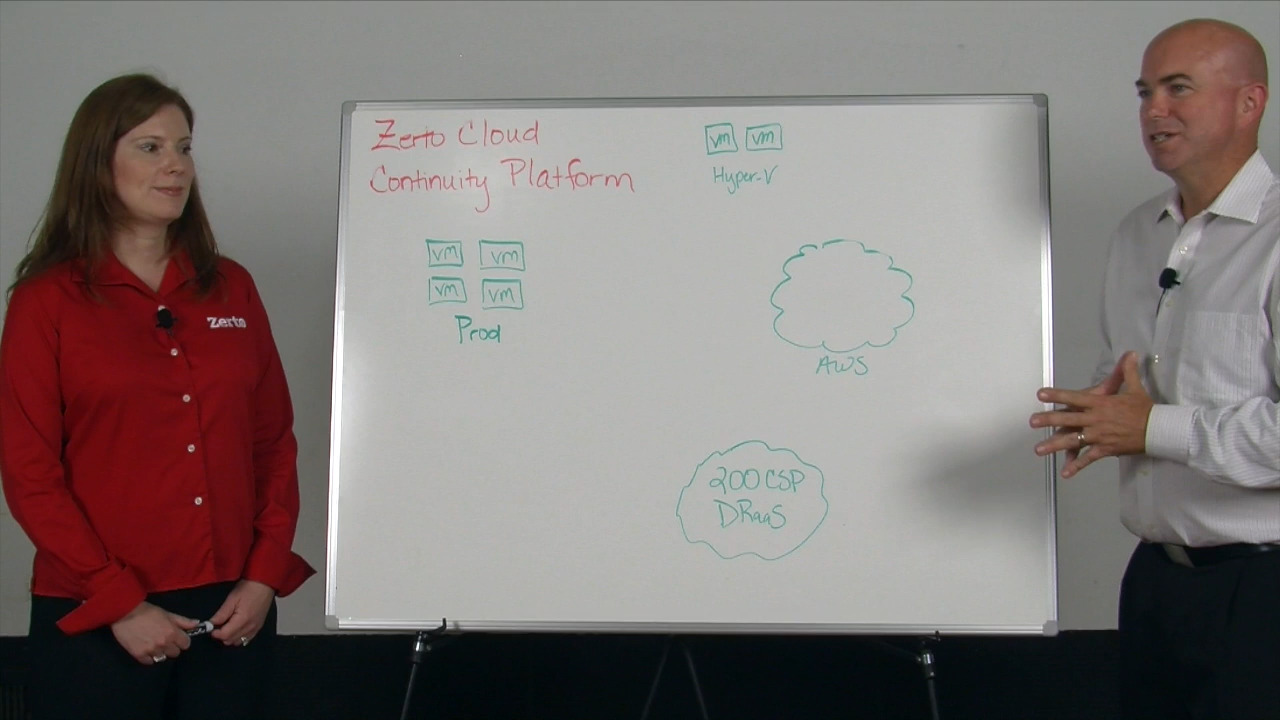 Zerto Cloud
Continuity Platform
vm vm
Hyper-V
vm vm
vm vm
Prod
AWS
200 CSP
DRaaS
Zerto